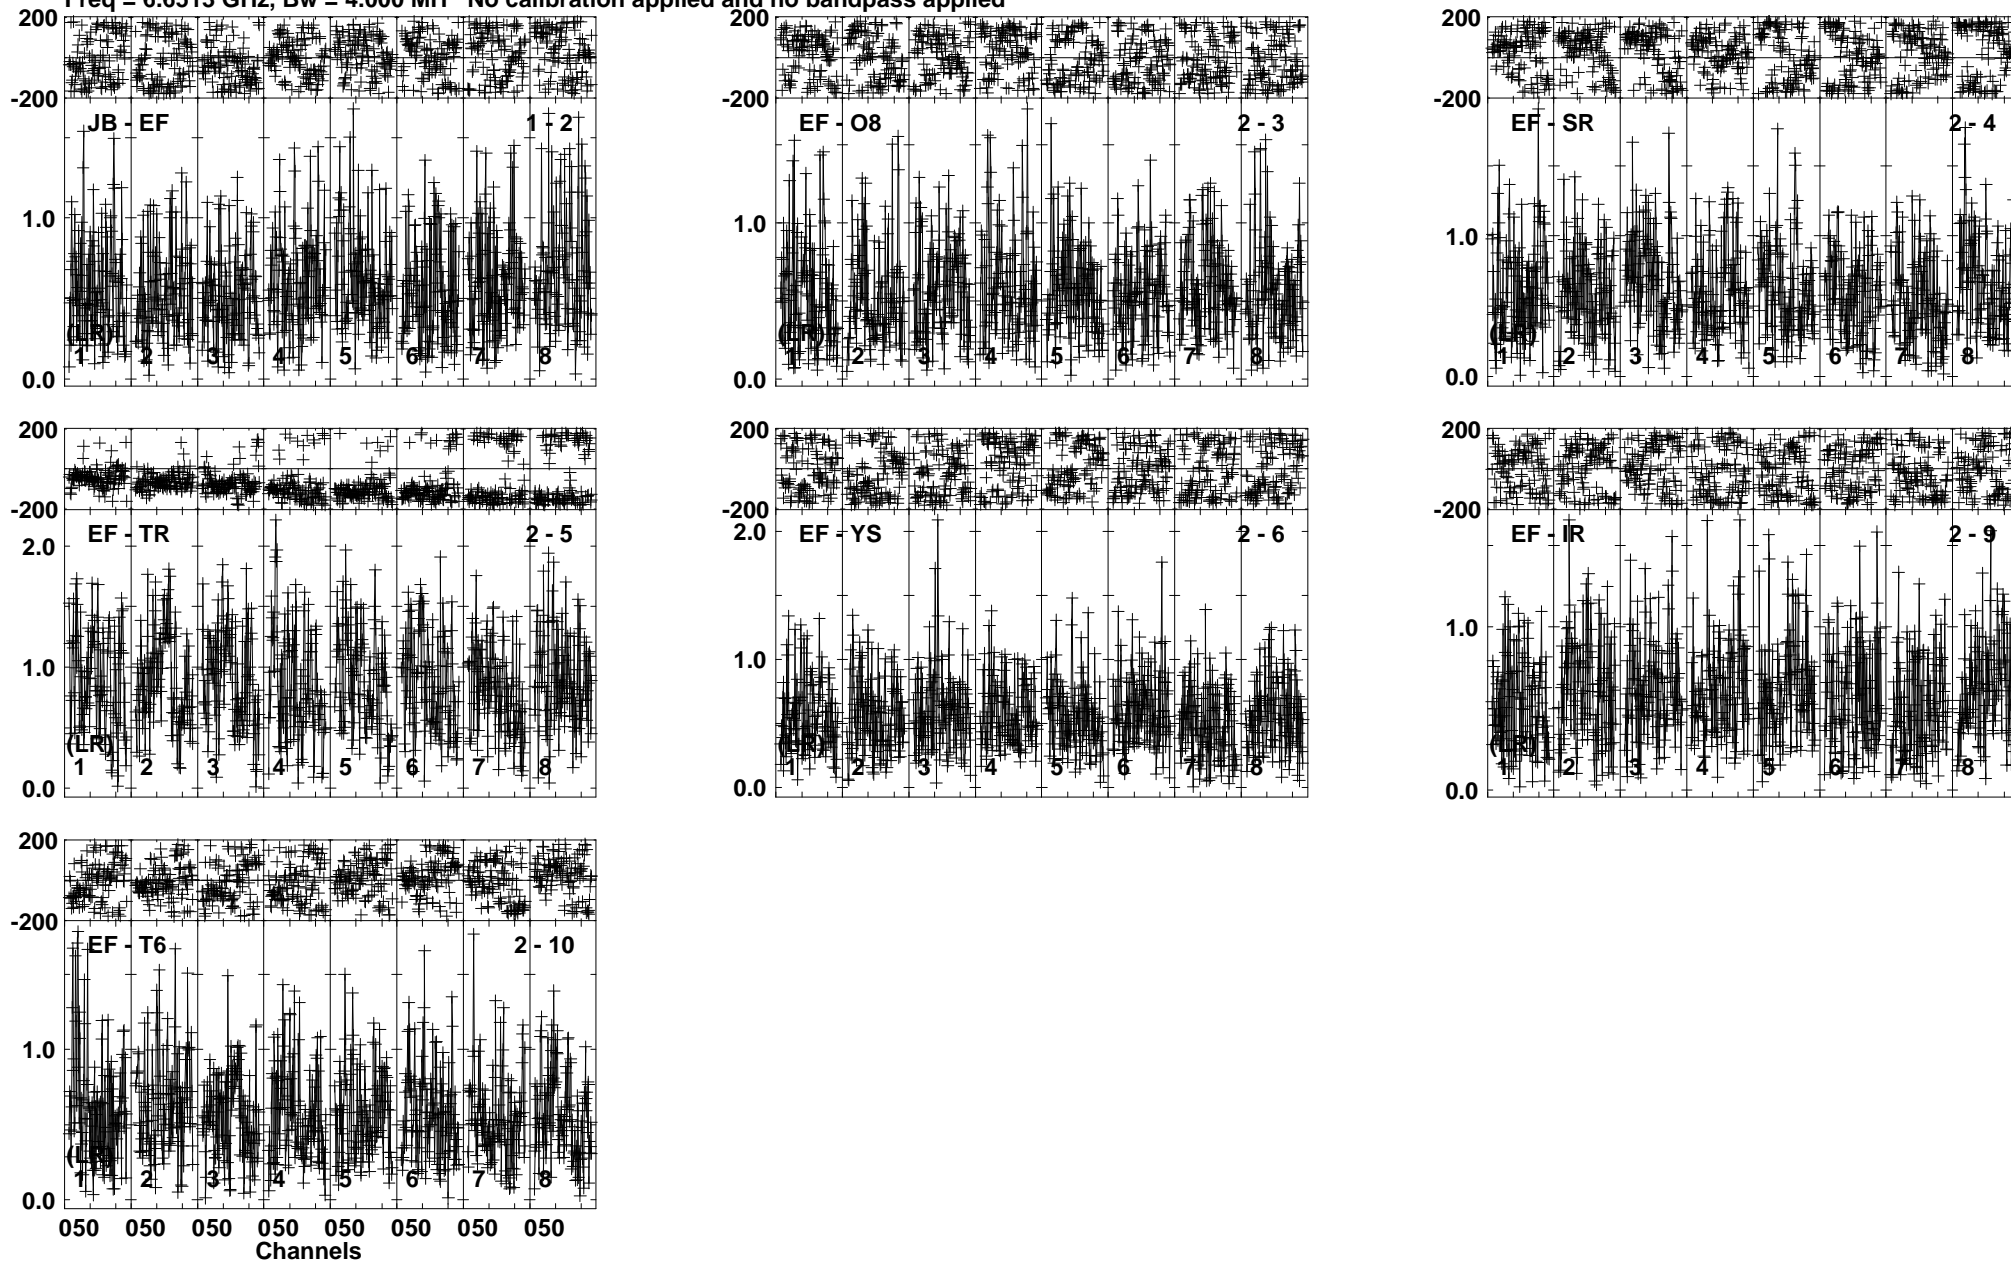 Freq = 6.6513 GHz, Bw = 4.000 MH No calibration applied and no bandpass applied
200 200 200
-200 -200 -200
JB - EF 1 - 2 EF - O8 2 - 3 EF - SR 2 - 4
1.0 1.0 1.0
(LR) (LR) (LR)
1 2 3 4 5 6 7 8 1 2 3 4 5 6 7 8 1 2 3 4 5 6 7 8
0.0 0.0 0.0
200 200 200
-200 -200 -200
EF - TR 2 - 5 EF - YS 2 - 6 EF - IR 2 - 9
2.0 2.0
1.0 1.0 1.0
(LR) (LR) (LR)
1 2 3 4 5 6 7 8 1 2 3 4 5 6 7 8 1 2 3 4 5 6 7 8
0.0 0.0 0.0
200
-200
EF - T6 2 - 10
1.0
(LR)
1 2 3 4 5 6 7 8
0.0
050 050 050 050 050 050 050 050
Channels